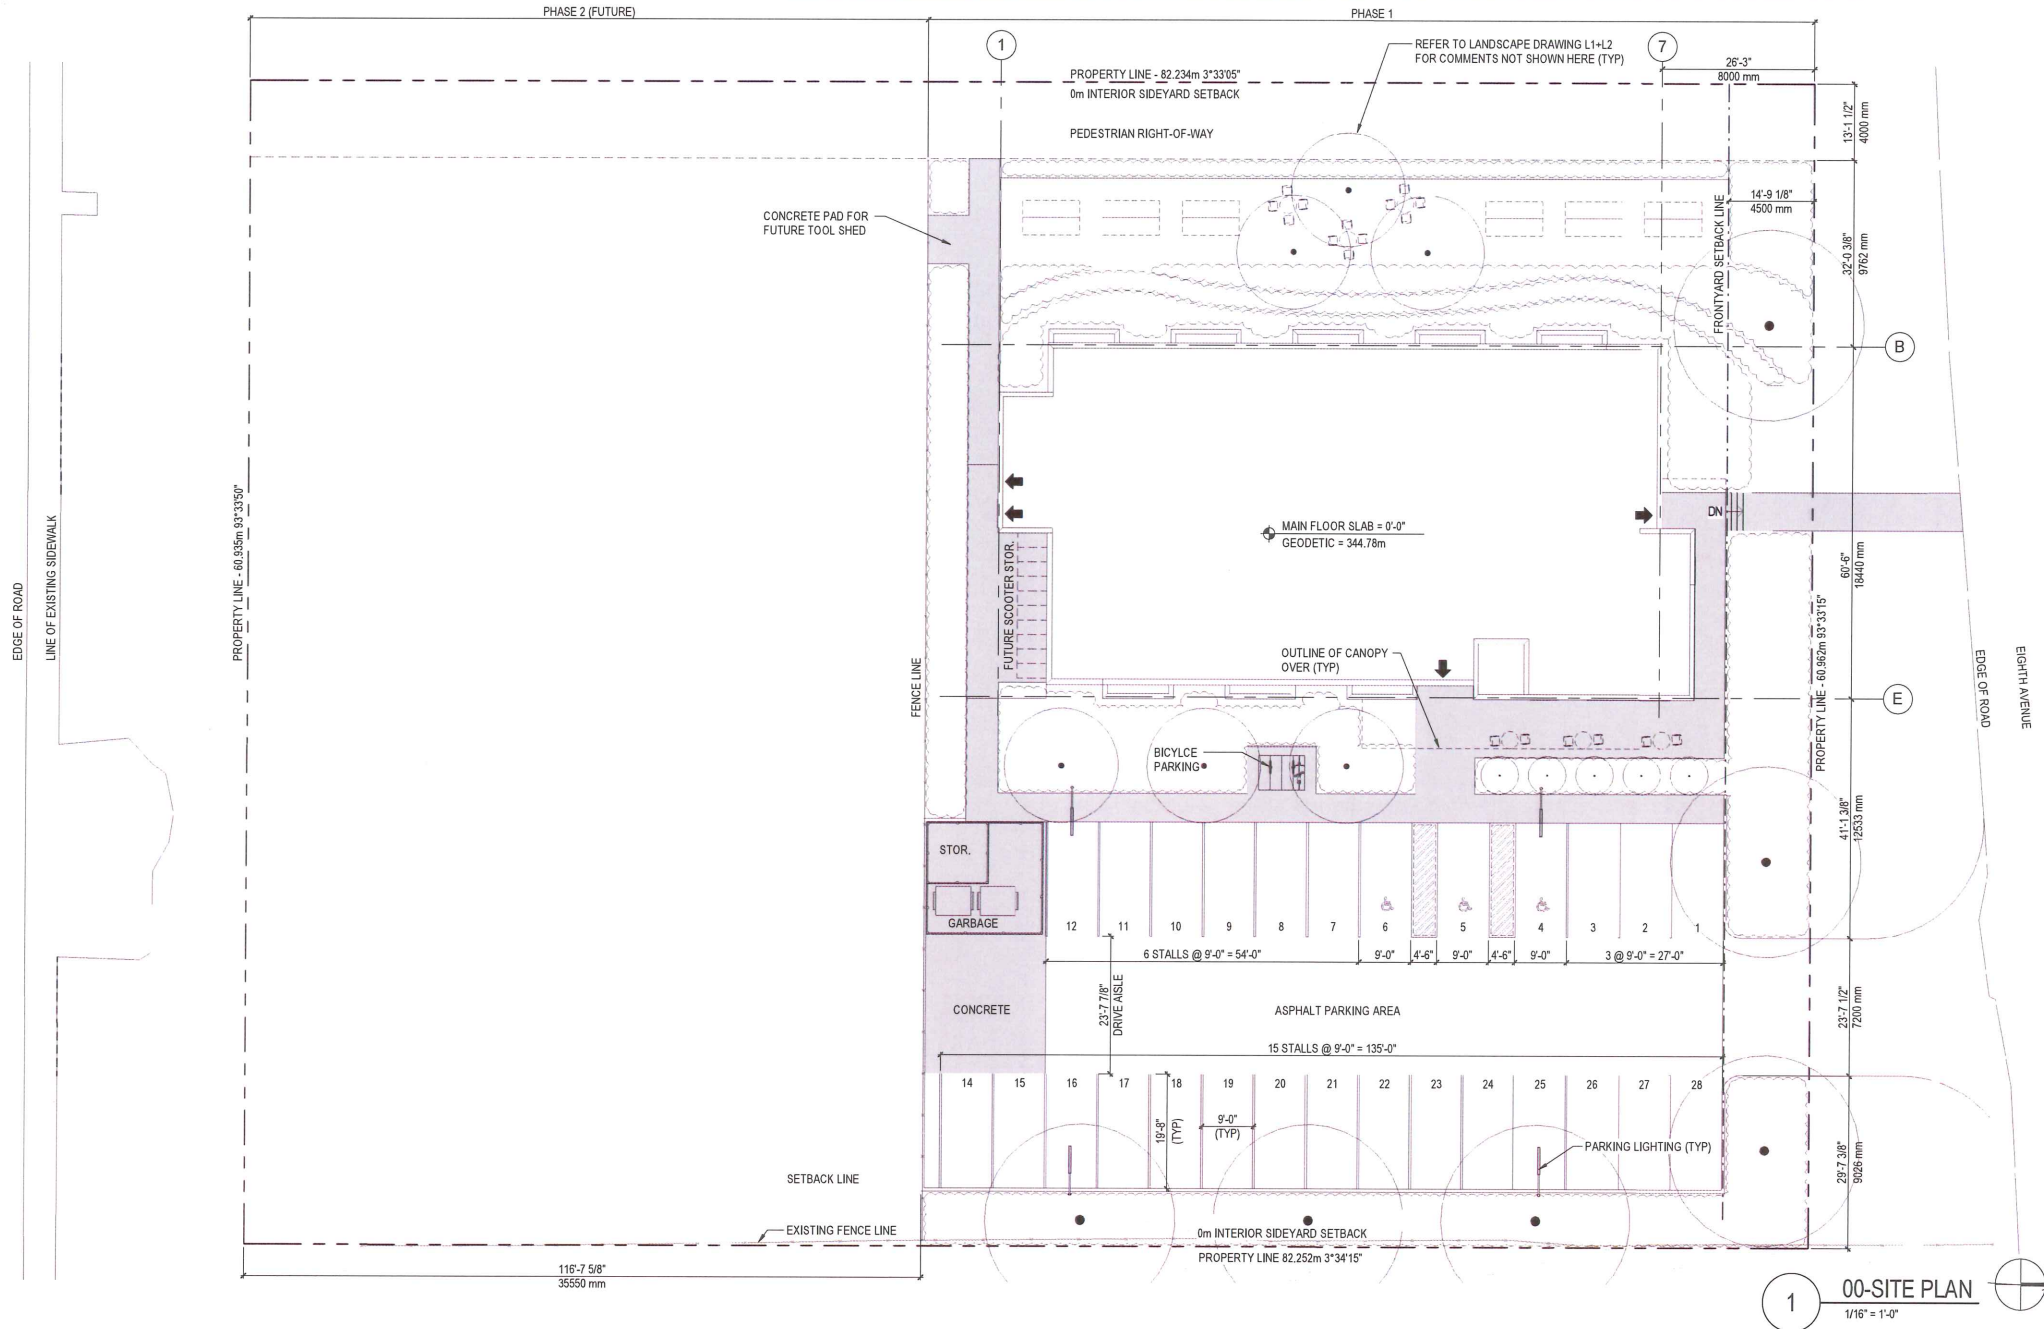 PHASE 2 (FUTURE)
PHASE 1
1
7
REFER TO LANDSCAPE DRAWING L1+L2
FOR COMMENTS NOT SHOWN HERE (TYP)
26'-3"
8000 mm
PROPERTY LINE - 82.234m 3°33'05"
0m INTERIOR SIDEYARD SETBACK
PEDESTRIAN RIGHT-OF-WAY
13'-1 1/2"
4000 mm
14'-9 1/8"
4500 mm
CONCRETE PAD FOR
FUTURE TOOL SHED
FRONTYARD SETBACK LINE
32'-0 3/8"
9762 mm
B
EDGE OF ROAD
LINE OF EXISTING SIDEWALK
PROPERTY LINE - 60.935m 93°33'50"
DN
MAIN FLOOR SLAB = 0'-0"
GEODETIC = 344.78m
FUTURE SCOOTER STOR.
60'-6"
18440 mm
PROPERTY LINE - 60.962m 93°33'15"
EDGE OF ROAD
EIGHTH AVENUE
FENCE LINE
OUTLINE OF CANOPY
OVER (TYP)
E
BICYLCE
PARKING
41'-1 3/8"
12533 mm
STOR.
GARBAGE
12
11
10
9
8
7
6
5
4
3
2
1
6 STALLS @ 9'-0" = 54'-0"
9'-0"
4'-6"
9'-0"
4'-6"
9'-0"
3 @ 9'-0" = 27'-0"
23'-7 7/8"
DRIVE AISLE
CONCRETE
ASPHALT PARKING AREA
23'-7 1/2"
7200 mm
15 STALLS @ 9'-0" = 135'-0"
14
15
16
17
18
19
20
21
22
23
24
25
26
27
28
19'-8"
(TYP)
9'-0"
(TYP)
PARKING LIGHTING (TYP)
29'-7 3/8"
9026 mm
SETBACK LINE
EXISTING FENCE LINE
0m INTERIOR SIDEYARD SETBACK
PROPERTY LINE 82.252m 3°34'15"
116'-7 5/8"
35550 mm
1
00-SITE PLAN
1/16" = 1'-0"